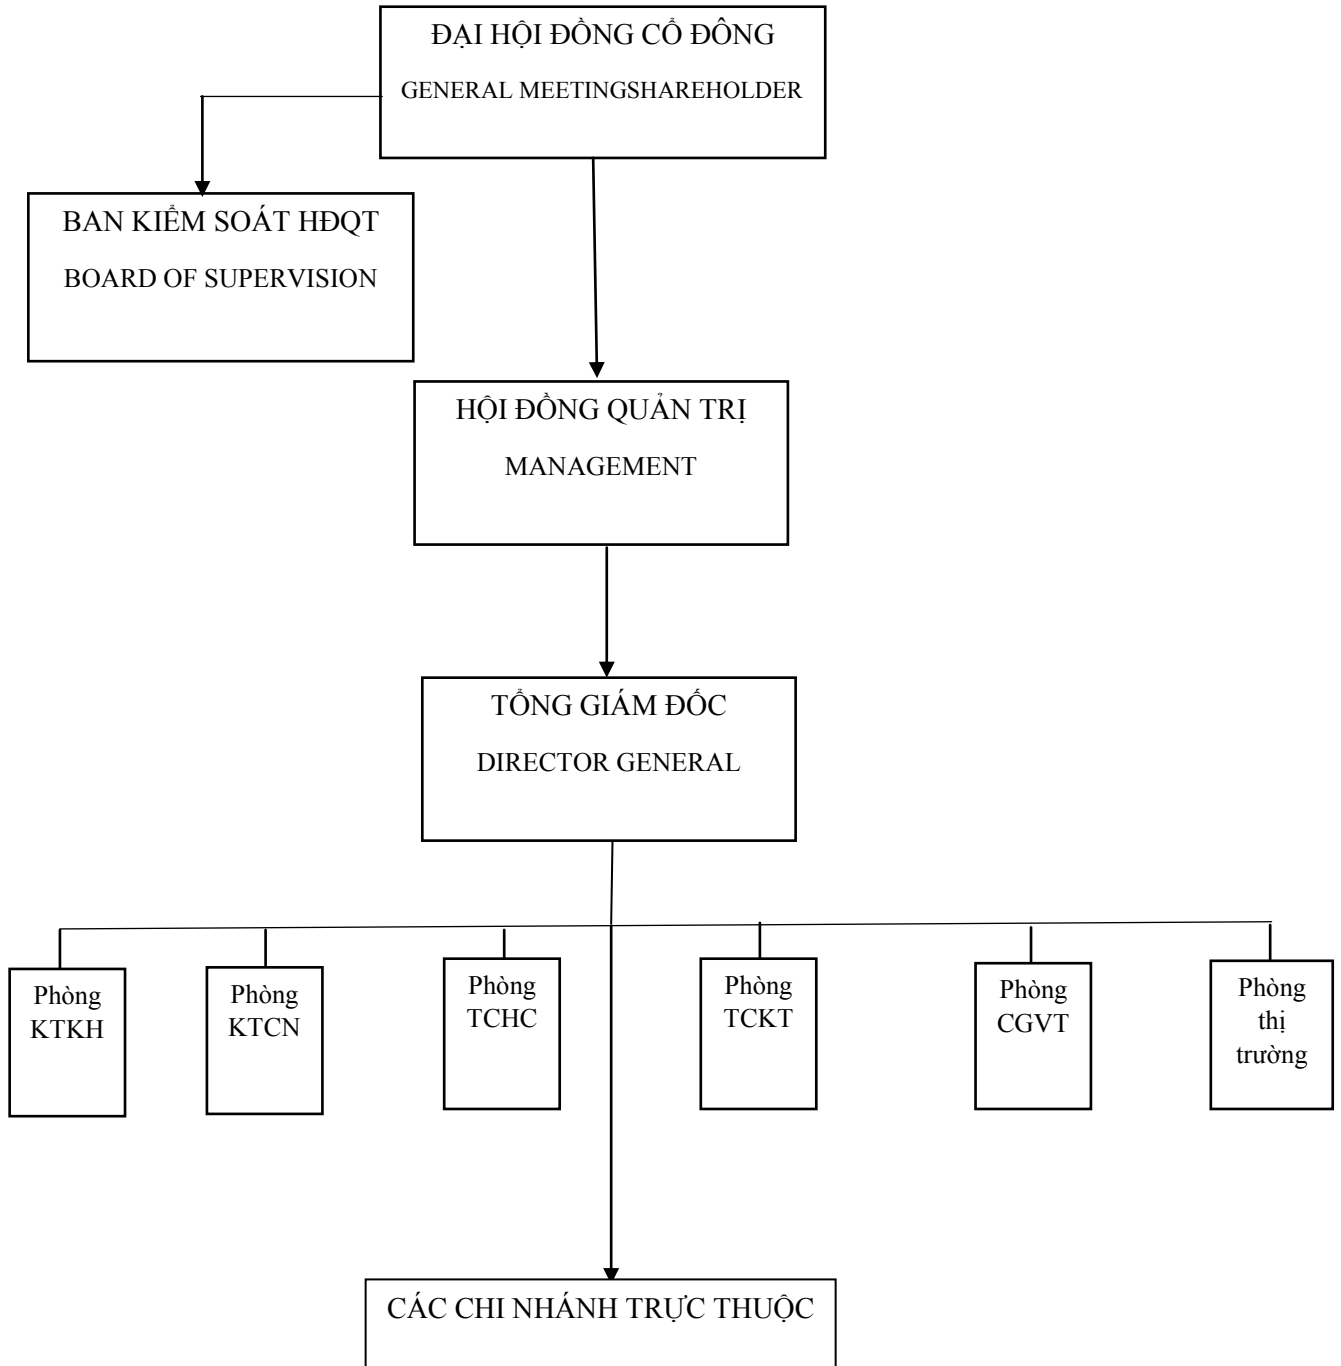 ĐẠI HỘI ĐỒNG CỔ ĐÔNG
GENERAL MEETINGSHAREHOLDER
BAN KIỂM SOÁT HĐQT
BOARD OF SUPERVISION
HỘI ĐỒNG QUẢN TRỊ
MANAGEMENT
TỔNG GIÁM ĐỐC
DIRECTOR GENERAL
Phòng
KTKH
Phòng
KTCN
Phòng
TCHC
Phòng
TCKT
Phòng
CGVT
Phòng
thị
trường
CÁC CHI NHÁNH TRỰC THUỘC